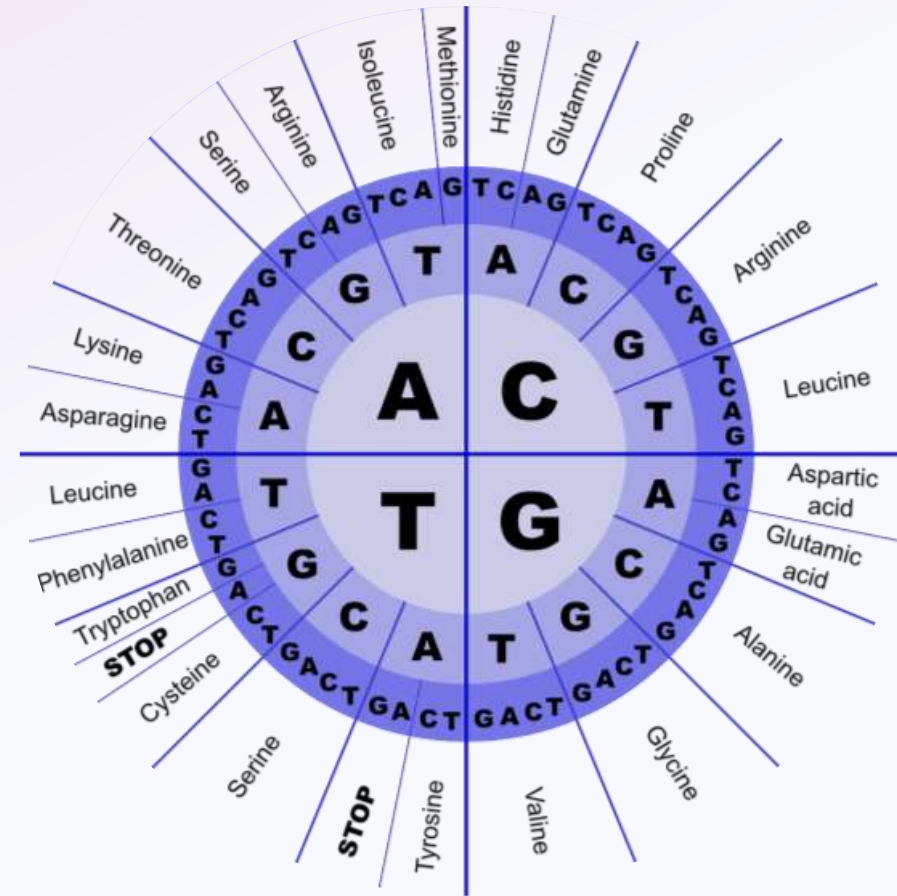 A C
T G
A C G T
A C G T
A C G T
A C G T
T C A G T C A G T C A G T C A G
T C A G T C A G T C A G T C A G
T C A G T C A G T C A G T C A G
T C A G T C A G T C A G T C A G
Histidine
Glutamine
Proline
Arginine
Leucine
Aspartic
acid
Glutamic
acid
Alanine
Glycine
Valine
Tyrosine
STOP
Serine
Cysteine
STOP
Tryptophan
Phenylalanine
Leucine
Asparagine
Lysine
Threonine
Serine
Arginine
Isoleucine
Methionine